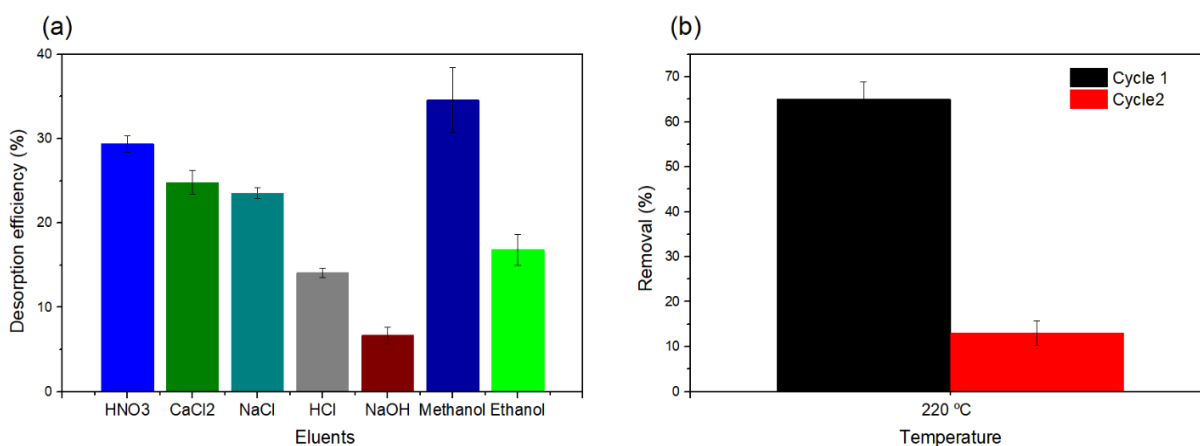 (a)
40
30
20
10
0
Desorption efficiency (%)
HNO3 CaCl2 NaCl HCl NaOH Methanol Ethanol
Eluents
(b)
70
60
50
40
30
20
10
0
Removal (%)
Cycle 1
Cycle2
220 ºC
Temperature